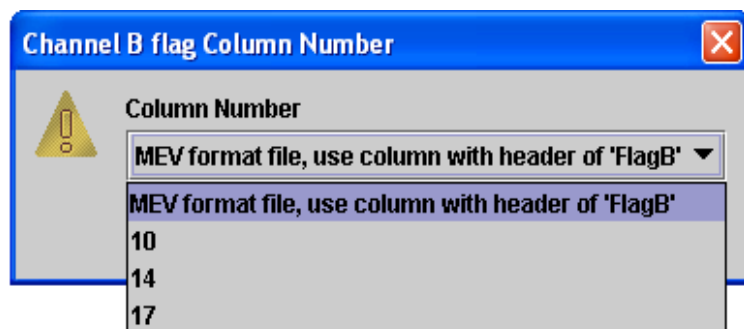 Channel B flag Column Number
Column Number
MEV format file, use column with header of 'FlagB'
MEV format file, use column with header of 'FlagB'
10
14
17